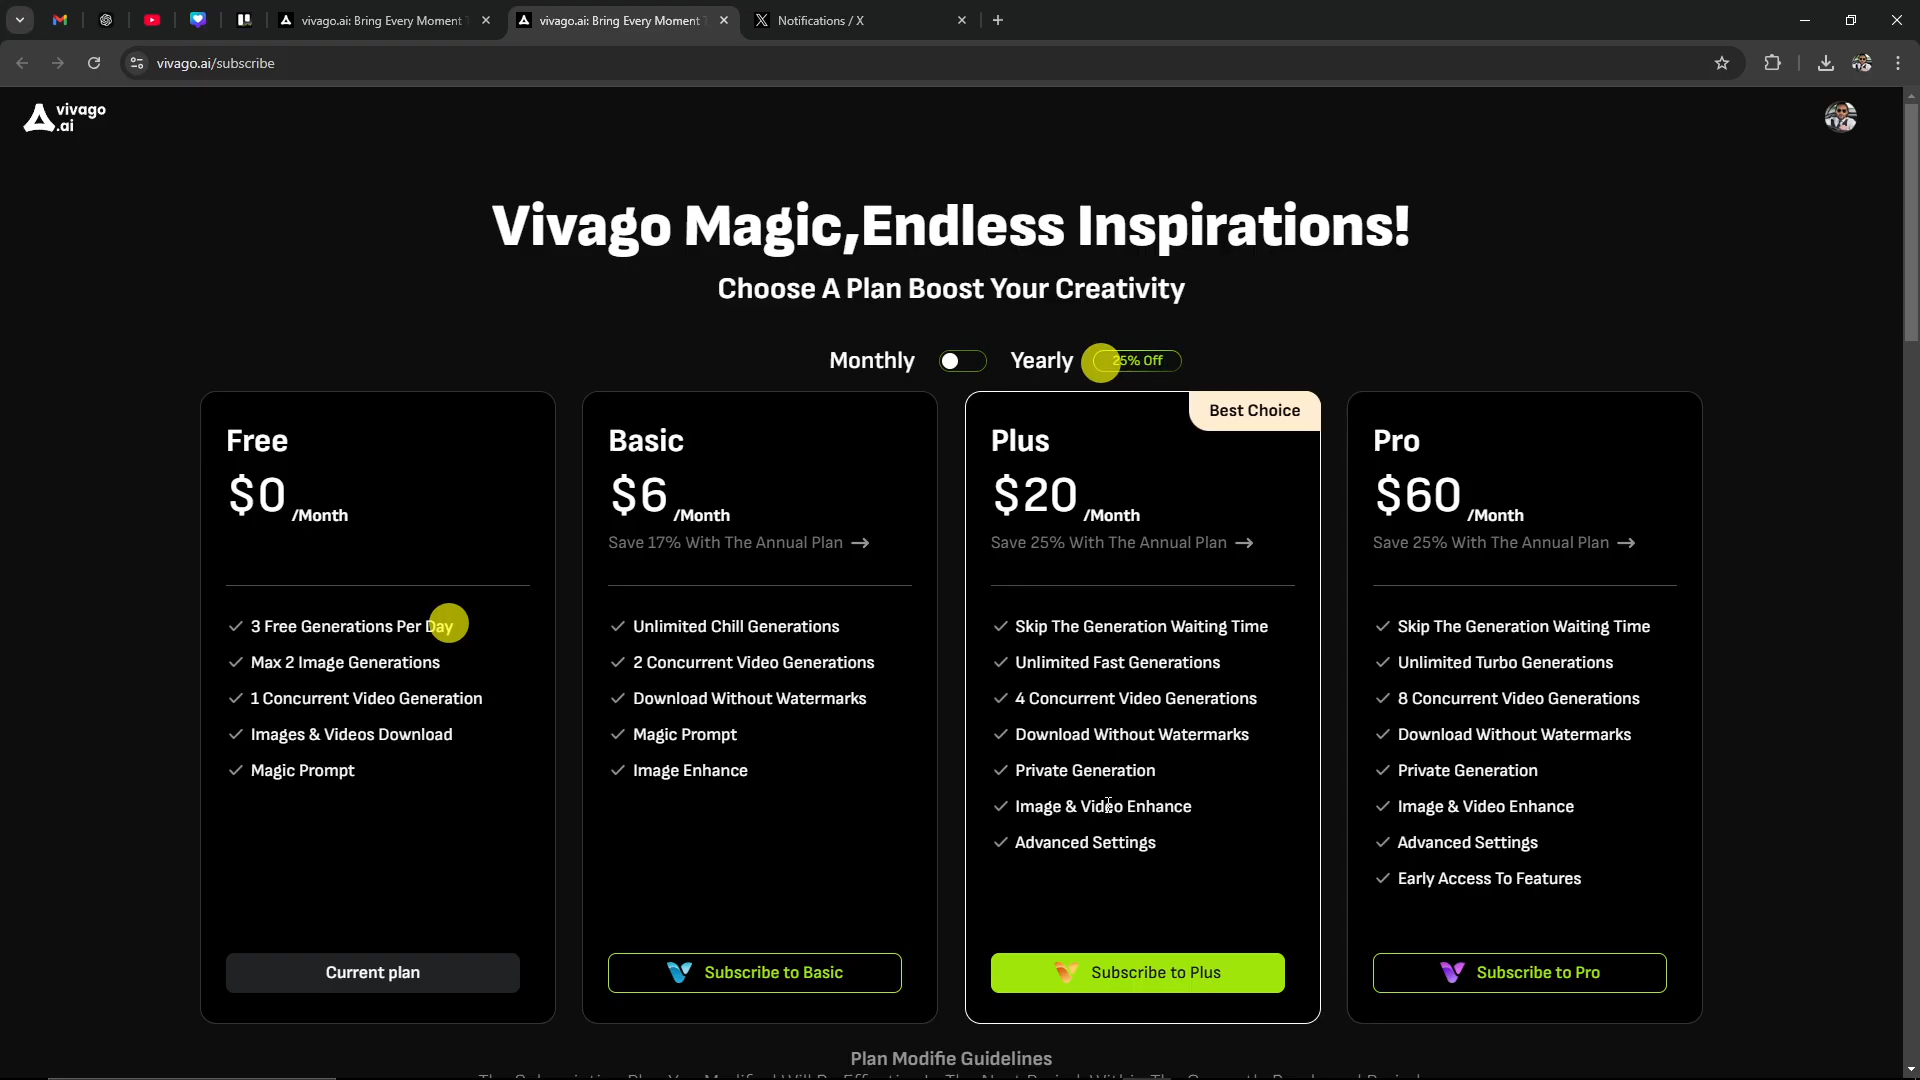 vivago.ai: Bring Every Moment T
vivago.ai: Bring Every Moment T
Notifications / X
vivago.ai/subscribe
vivago
.ai
Vivago Magic,Endless Inspirations!
Choose A Plan Boost Your Creativity
Monthly
Yearly
25% Off
Free
$0 /Month
3 Free Generations Per Day
Max 2 Image Generations
1 Concurrent Video Generation
Images & Videos Download
Magic Prompt
Current plan
Basic
$6 /Month
Save 17% With The Annual Plan →
Unlimited Chill Generations
2 Concurrent Video Generations
Download Without Watermarks
Magic Prompt
Image Enhance
Subscribe to Basic
Best Choice
Plus
$20 /Month
Save 25% With The Annual Plan →
Skip The Generation Waiting Time
Unlimited Fast Generations
4 Concurrent Video Generations
Download Without Watermarks
Private Generation
Image & Video Enhance
Advanced Settings
Subscribe to Plus
Pro
$60 /Month
Save 25% With The Annual Plan →
Skip The Generation Waiting Time
Unlimited Turbo Generations
8 Concurrent Video Generations
Download Without Watermarks
Private Generation
Image & Video Enhance
Advanced Settings
Early Access To Features
Subscribe to Pro
Plan Modifie Guidelines